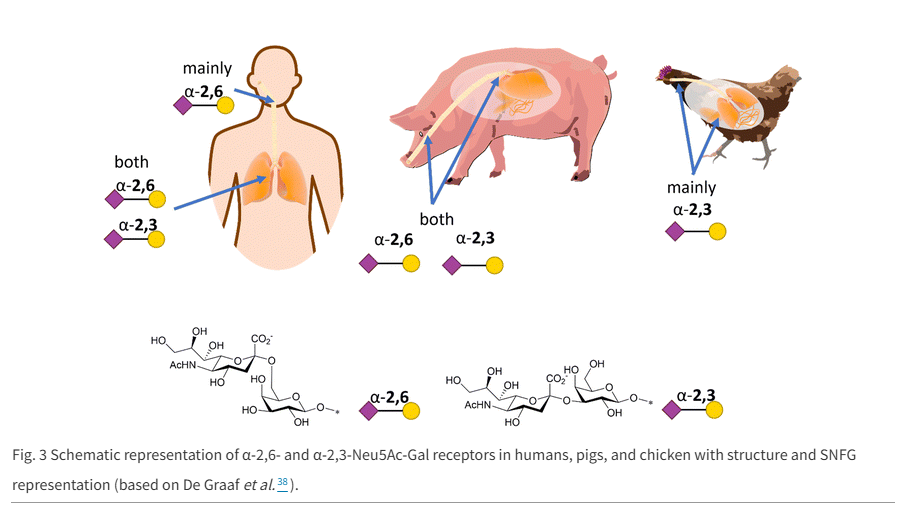 mainly
α-2,6
both
α-2,6
α-2,3
both
α-2,6
α-2,3
mainly
α-2,3
HO
OH
OH
CO₂⁻
HO
AcHN
O
O
HO
HO
O
HO
OH
O
*
α-2,6
HO
OH
OH
CO₂⁻
HO
OH
AcHN
O
O
O
HO
OH
O
*
α-2,3
Fig. 3 Schematic representation of α-2,6- and α-2,3-Neu5Ac-Gal receptors in humans, pigs, and chicken with structure and SNFG
representation (based on De Graaf et al.38).